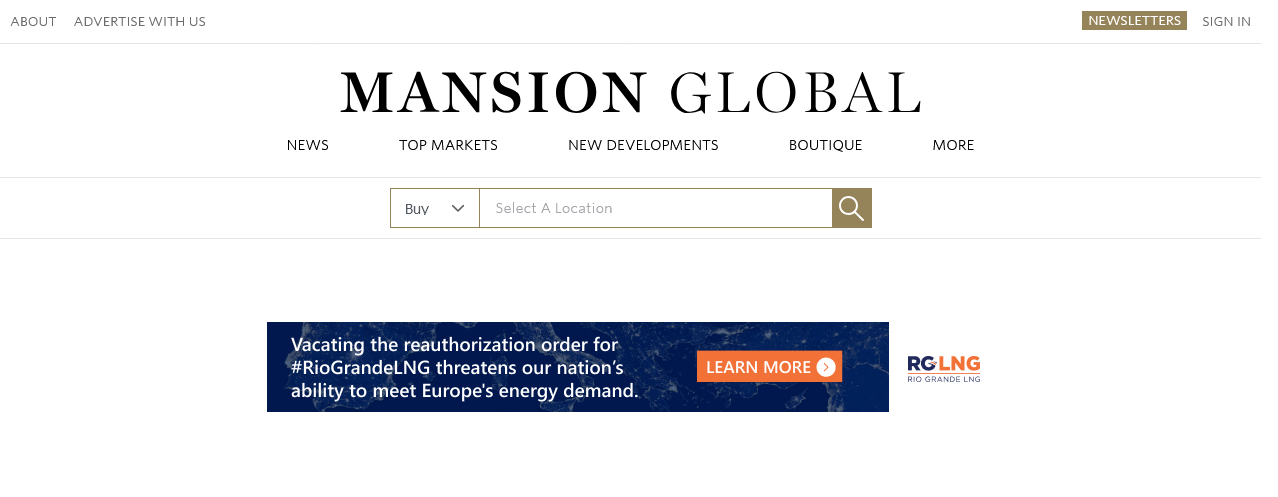 ABOUT ADVERTISE WITH US NEWSLETTERS SIGN IN
MANSION GLOBAL
NEWS TOP MARKETS NEW DEVELOPMENTS BOUTIQUE MORE
Buy Select A Location
Vacating the reauthorization order for
#RioGrandeLNG threatens our nation's
ability to meet Europe's energy demand.
LEARN MORE
RGLNG
RIO GRANDE LNG